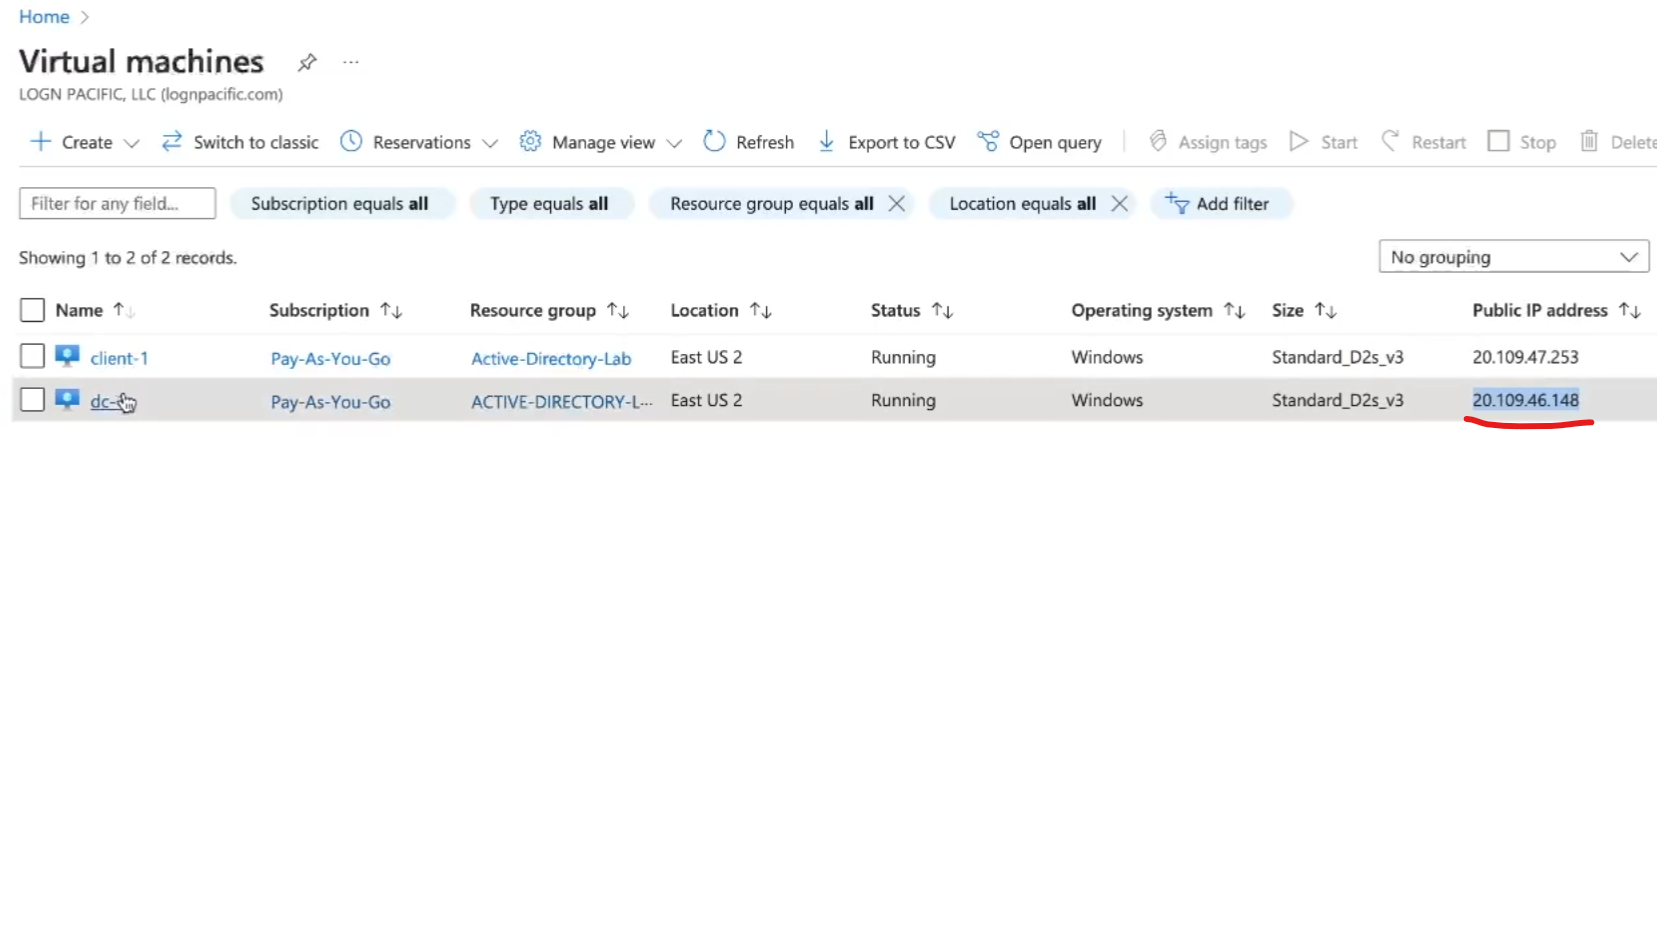 Home
Virtual machines ...
LOGN PACIFIC, LLC (lognpacific.com)
Create Switch to classic Reservations Manage view Refresh Export to CSV Open query Assign tags Start Restart Stop Delete
Filter for any field... Subscription equals all Type equals all Resource group equals all Location equals all Add filter
Showing 1 to 2 of 2 records. No grouping
Name Subscription Resource group Location Status Operating system Size Public IP address
client-1 Pay-As-You-Go Active-Directory-Lab East US 2 Running Windows Standard_D2s_v3 20.109.47.253
dc- Pay-As-You-Go ACTIVE-DIRECTORY-L... East US 2 Running Windows Standard_D2s_v3 20.109.46.148